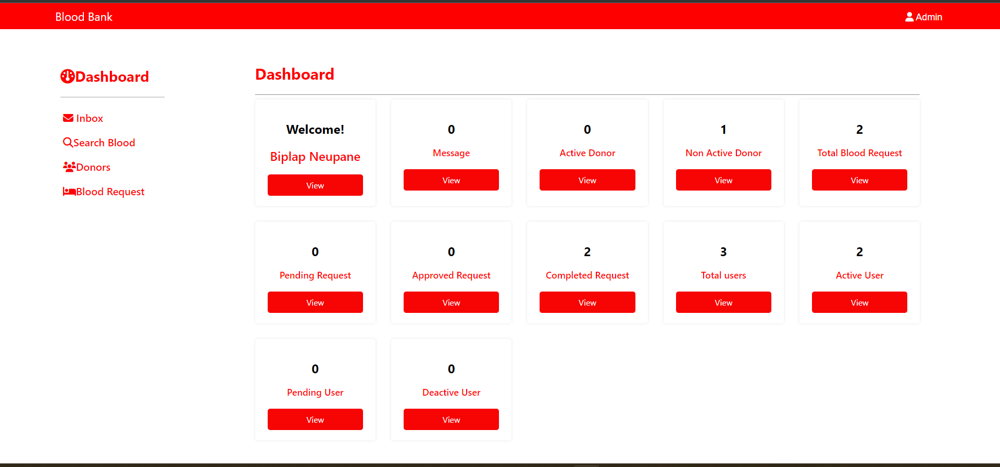 Blood Bank
Admin
Dashboard
Inbox
Search Blood
Donors
Blood Request
Dashboard
Welcome!
Biplap Neupane
View
0
Message
View
0
Active Donor
View
1
Non Active Donor
View
2
Total Blood Request
View
0
Pending Request
View
0
Approved Request
View
2
Completed Request
View
3
Total users
View
2
Active User
View
0
Pending User
View
0
Deactive User
View